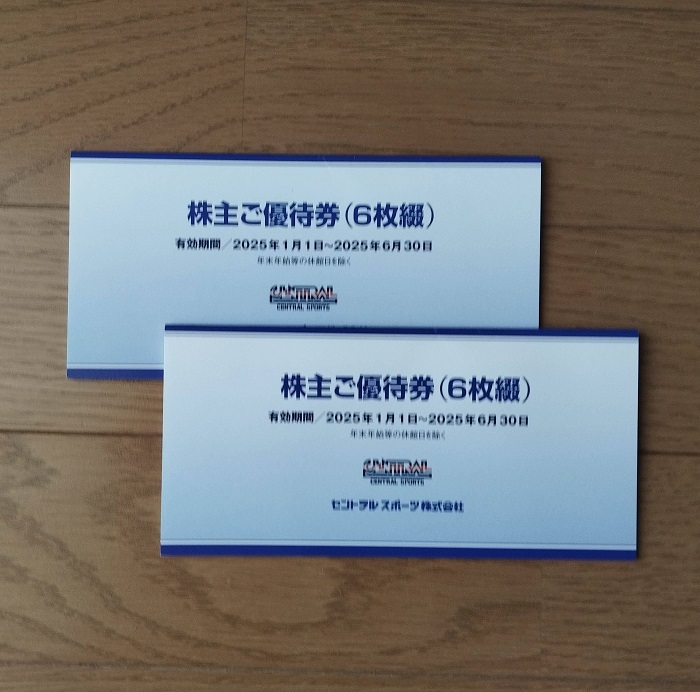 株主ご優待券（6枚綴）
有効期間／2025年1月1日~2025年6月30日
年末年始等の休館日を除く
CENTRAL
CENTRAL SPORTS
株主ご優待券（6枚綴）
有効期間／2025年1月1日~2025年6月30日
年末年始等の休館日を除く
CENTRAL
CENTRAL SPORTS
セントラルスポーツ株式会社